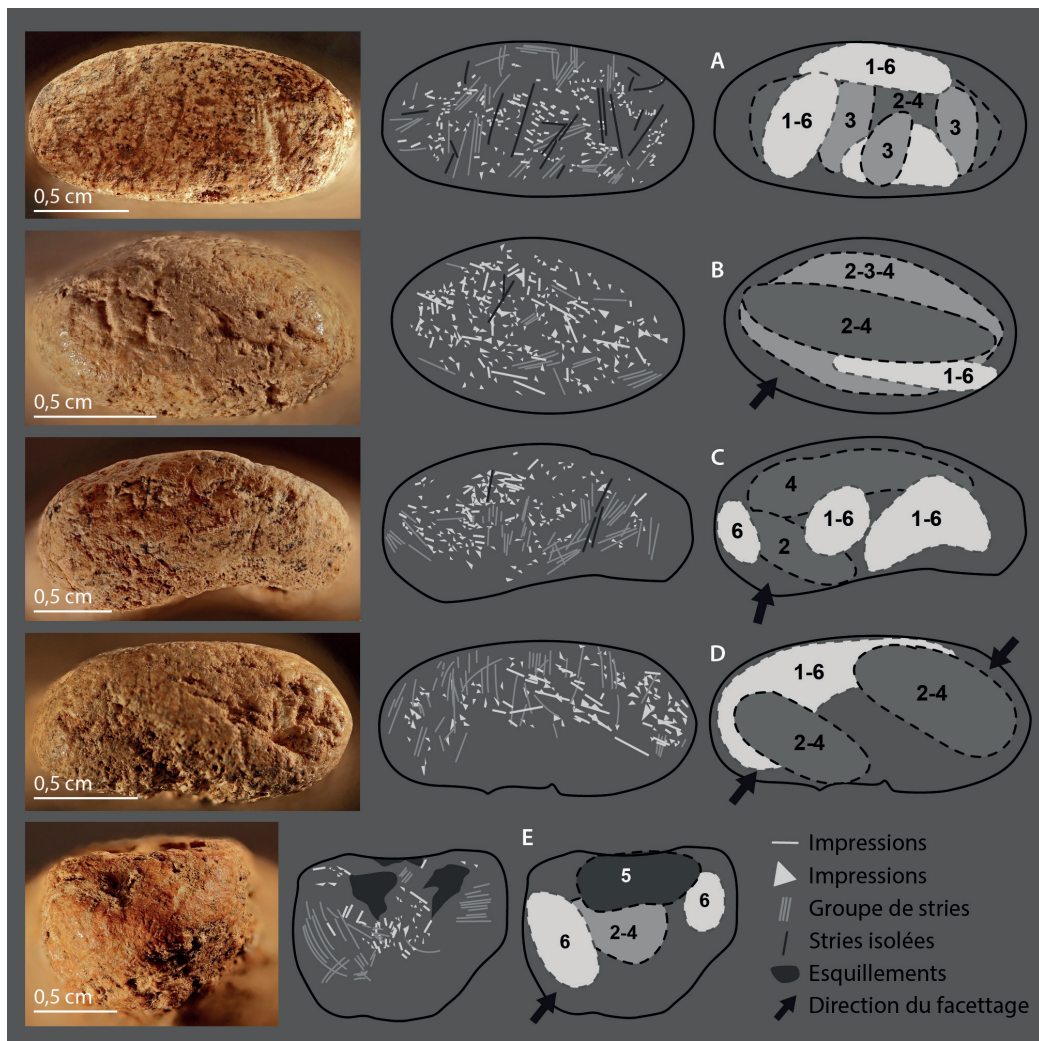 0,5 cm
A
1-6
2-4
1-6
3
3
3
0,5 cm
B
2-3-4
2-4
1-6
0,5 cm
C
4
1-6
1-6
6
2
0,5 cm
D
1-6
2-4
2-4
0,5 cm
E
5
6
2-4
6
Impressions
Impressions
Groupe de stries
Stries isolées
Esquillements
Direction du facettage